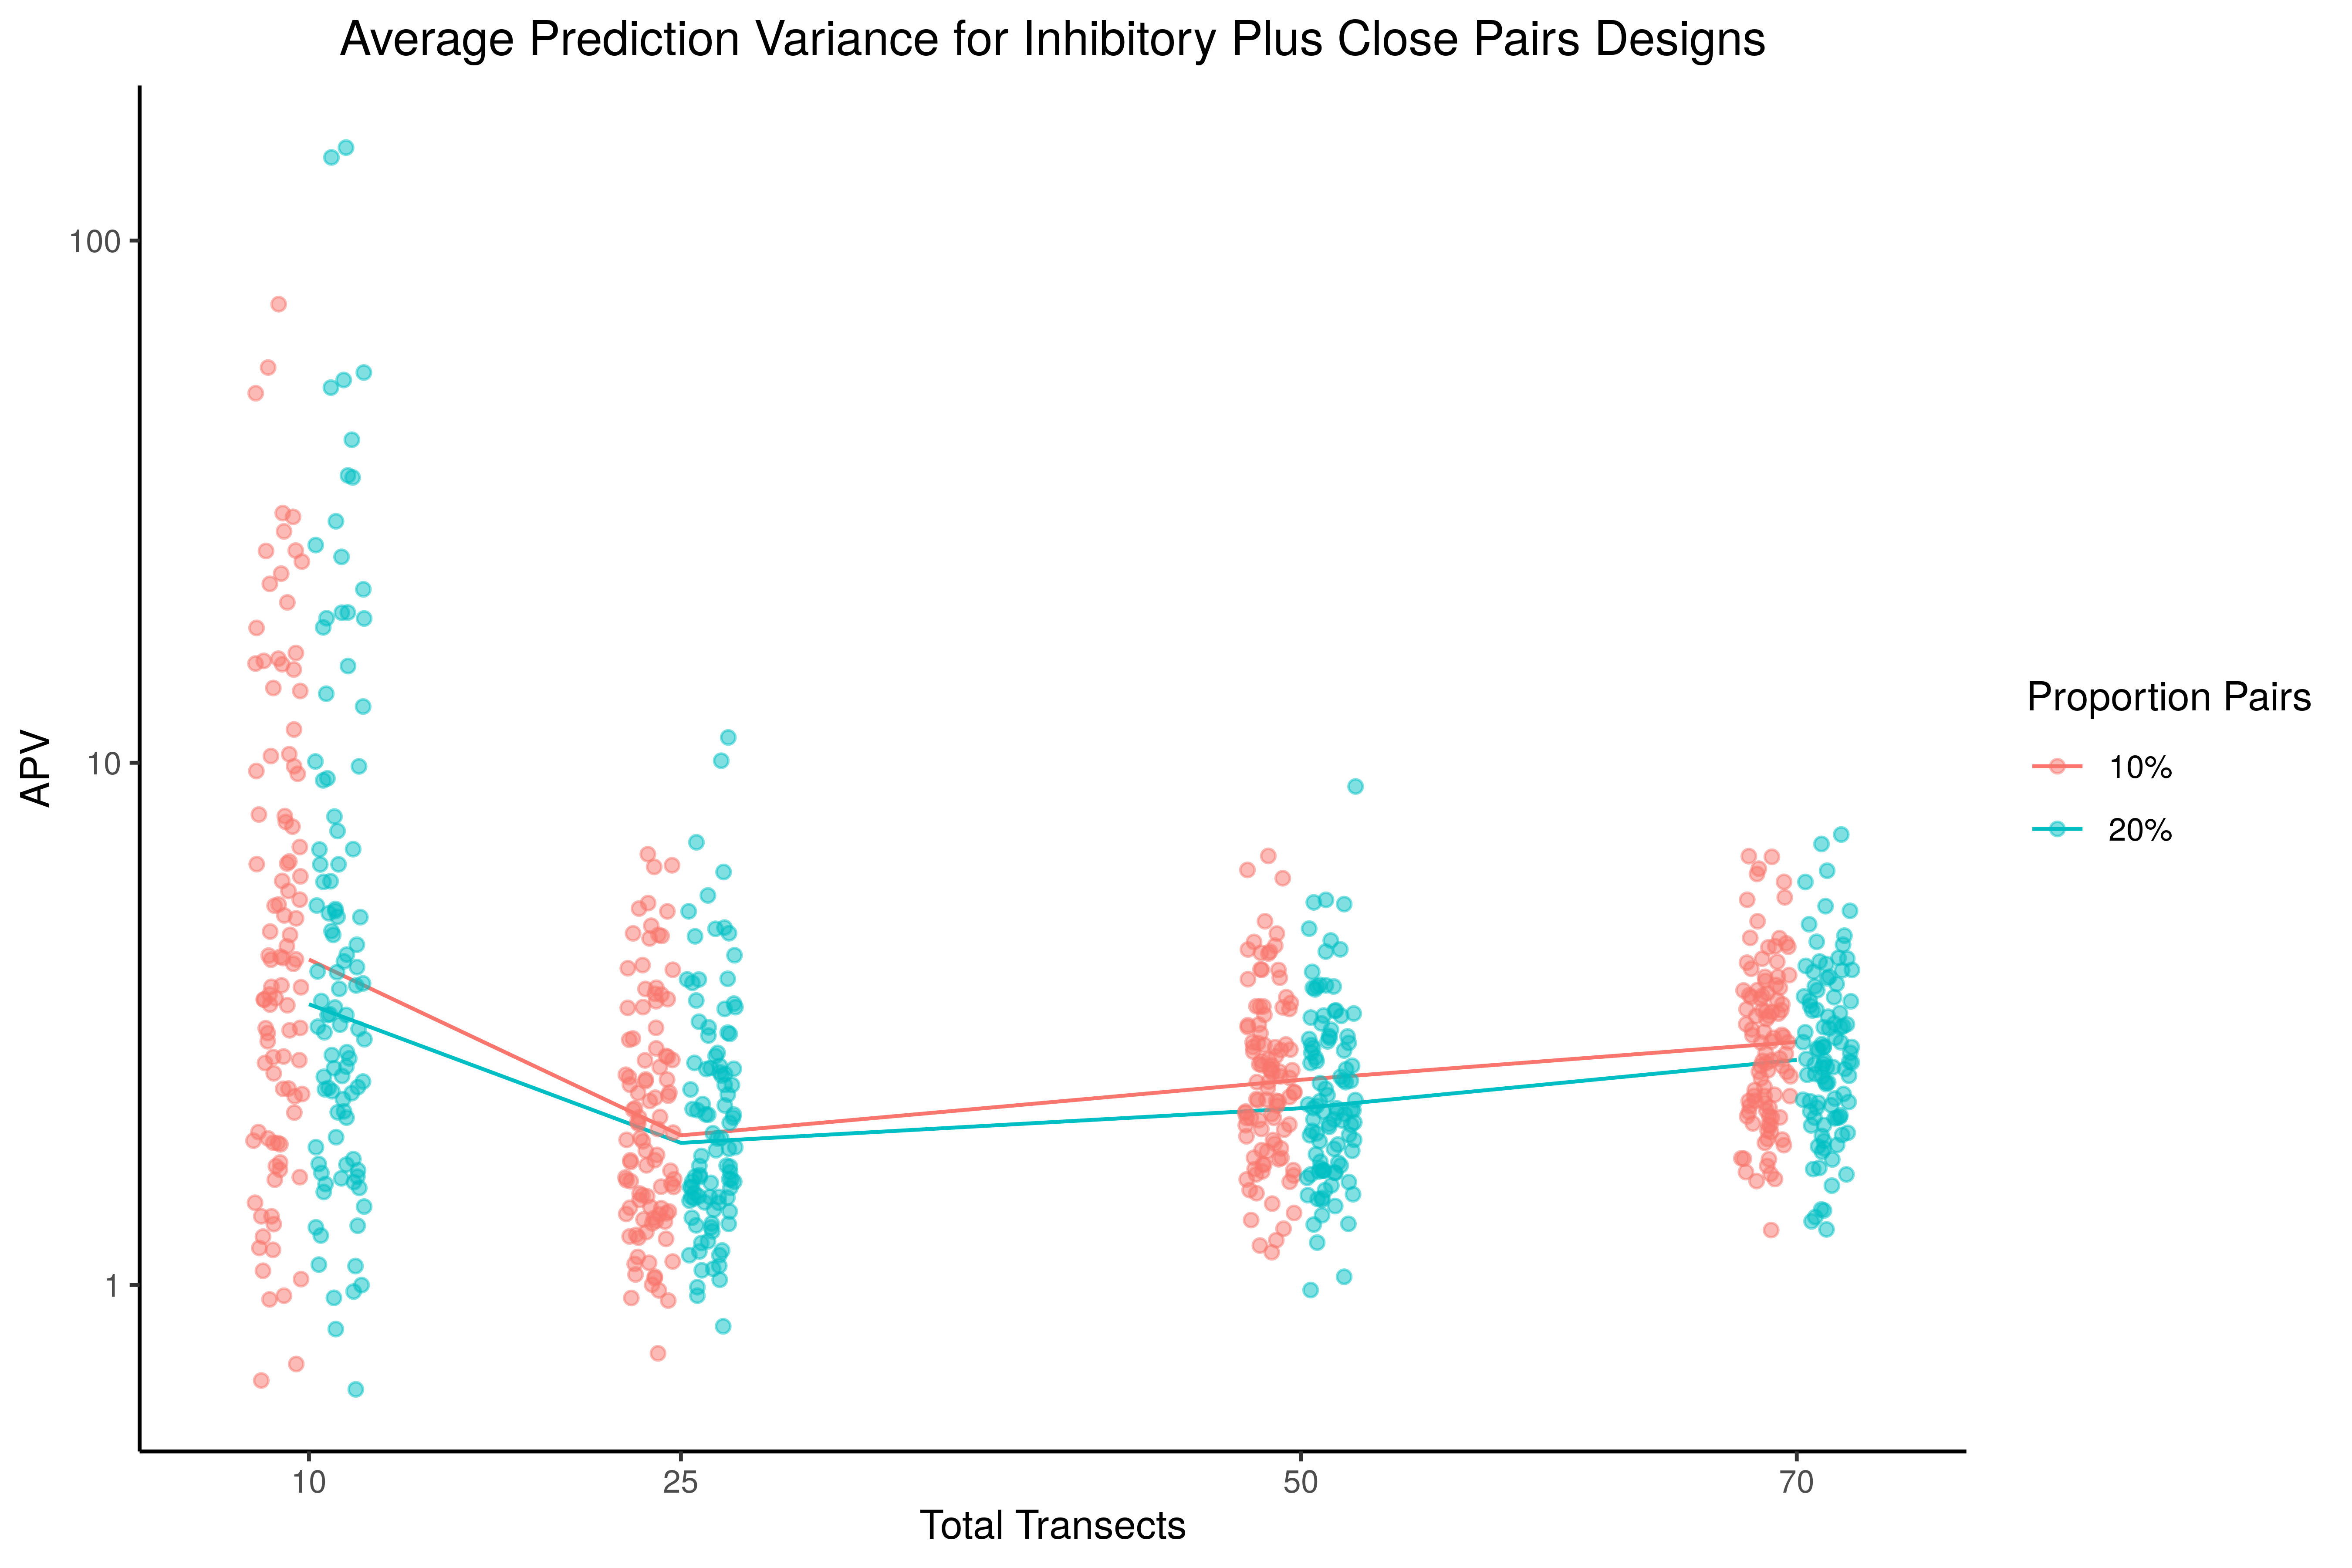 Average Prediction Variance for Inhibitory Plus Close Pairs Designs
100
10
1
APV
10
25
50
70
Total Transects
Proportion Pairs
10%
20%